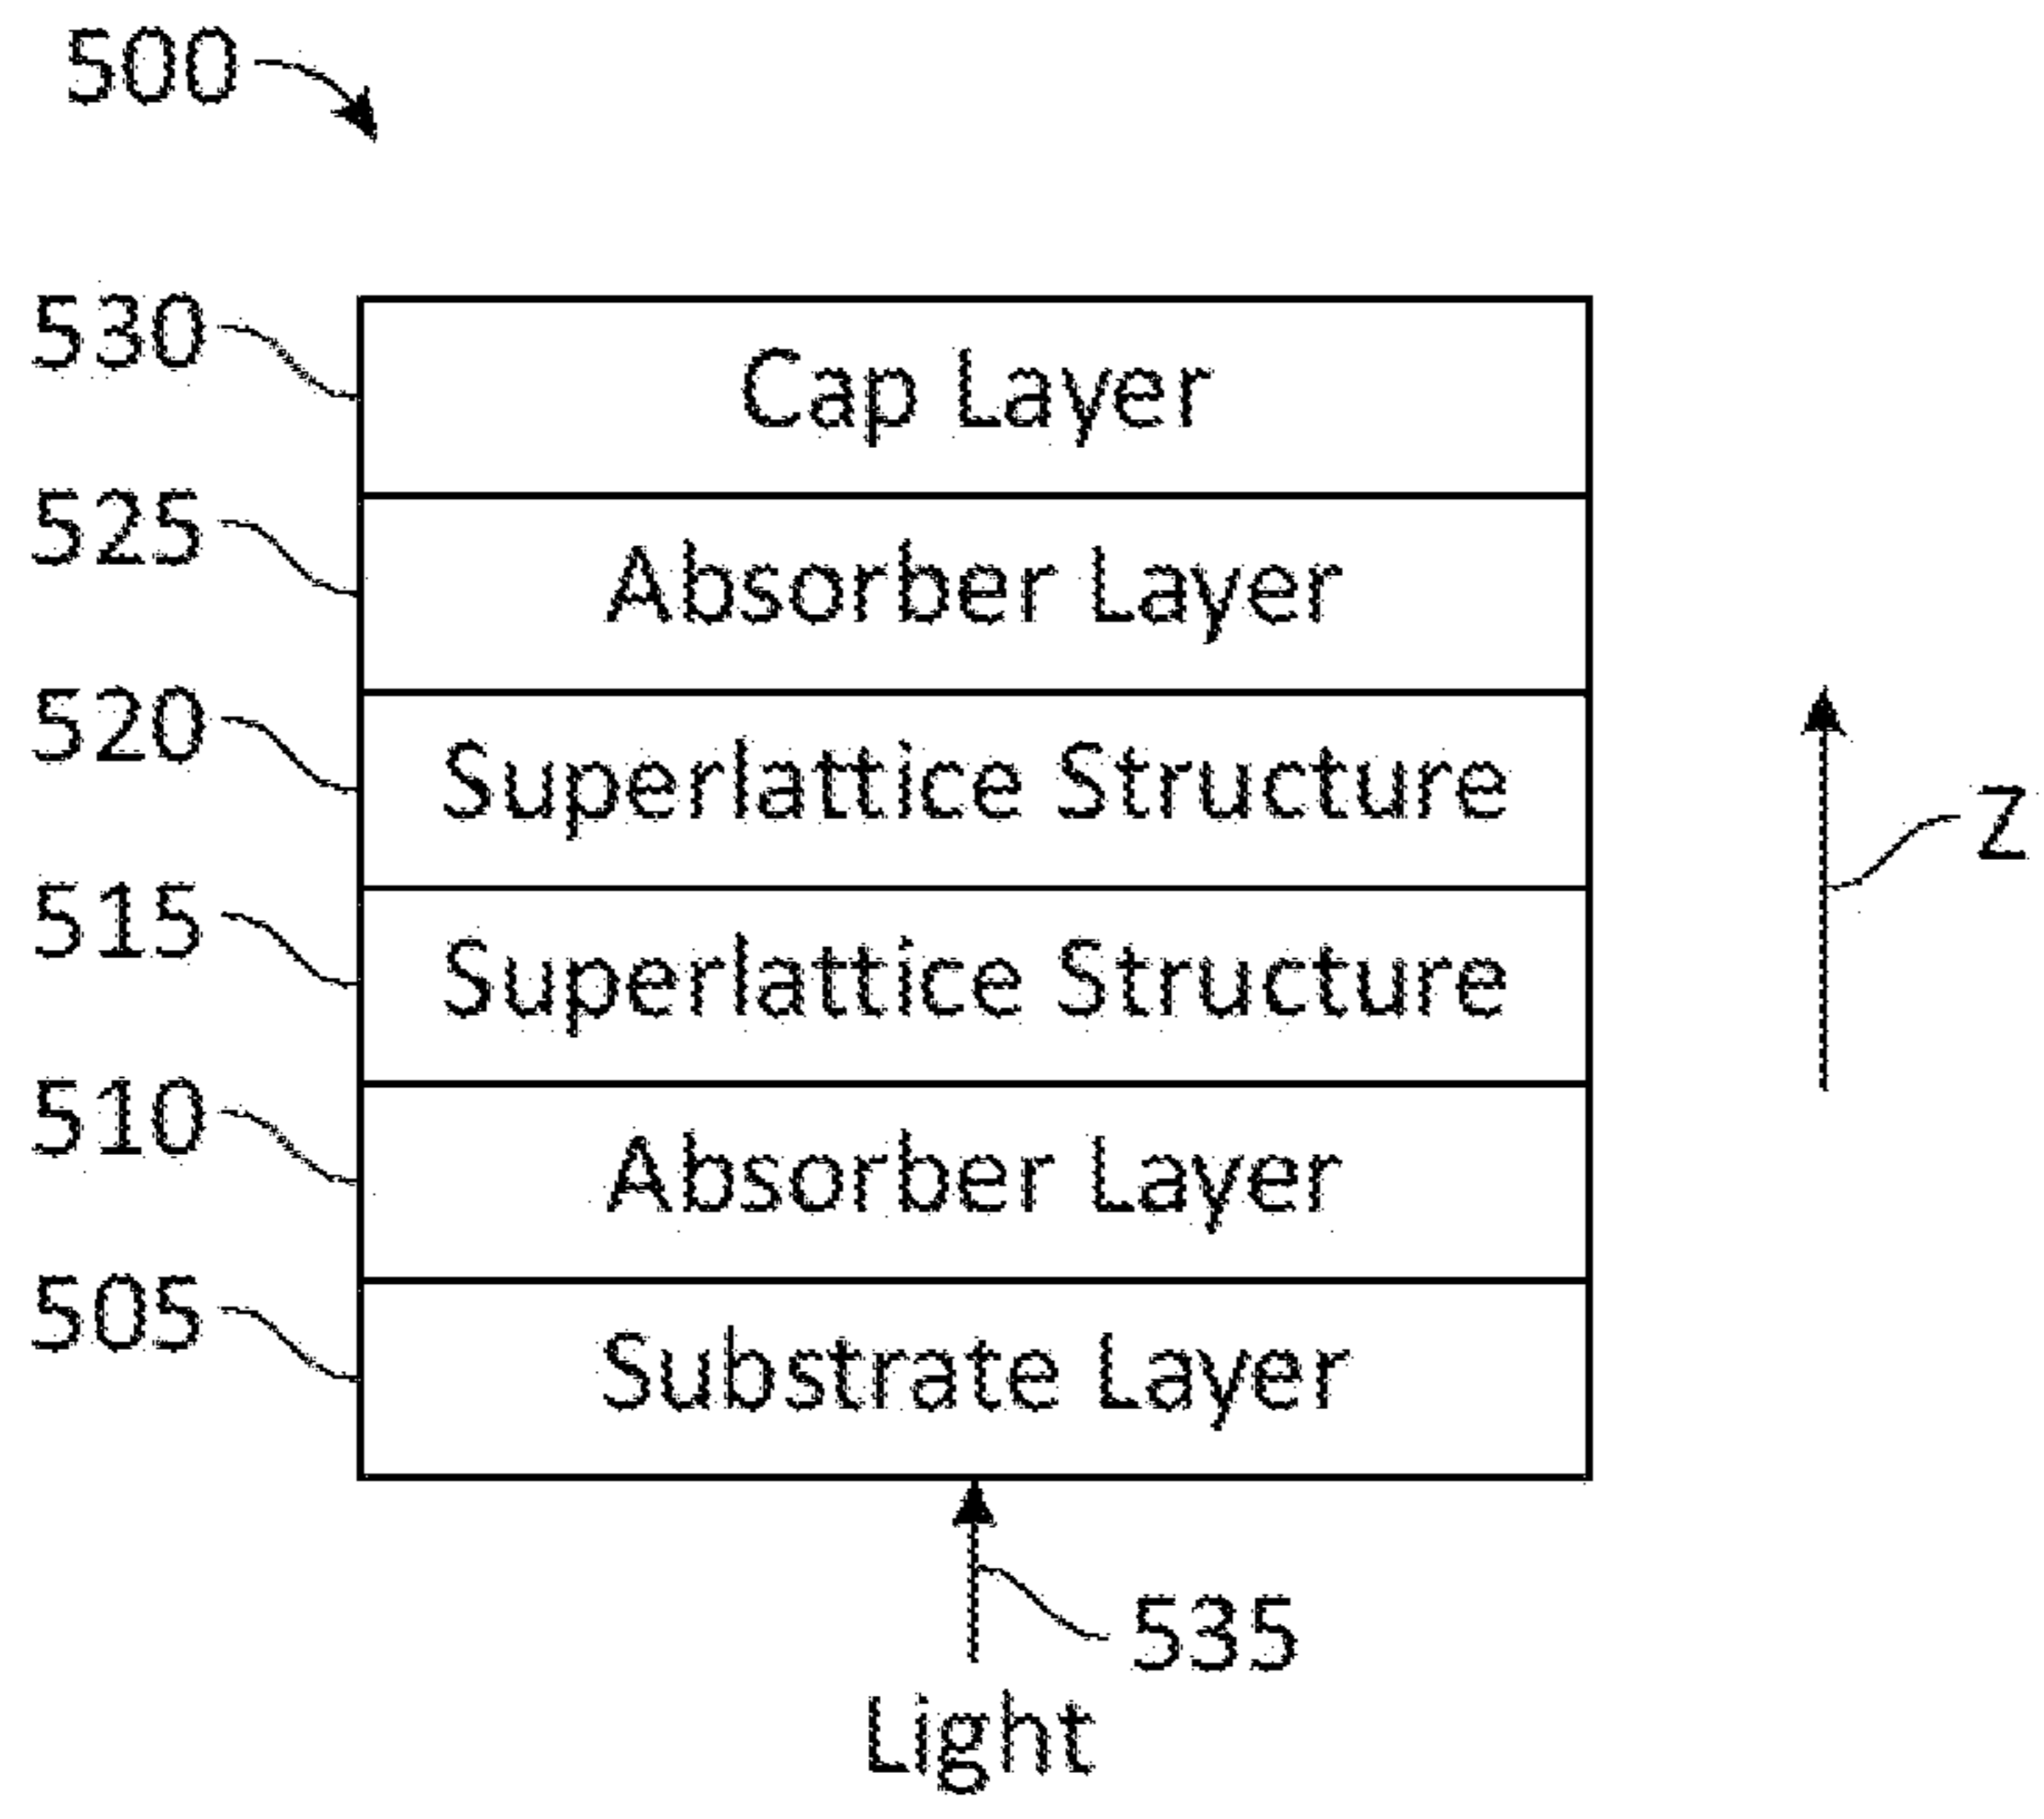 500
530
Cap Layer
525
Absorber Layer
520
Superlattice Structure
Z
515
Superlattice Structure
510
Absorber Layer
505
Substrate Layer
535
Light